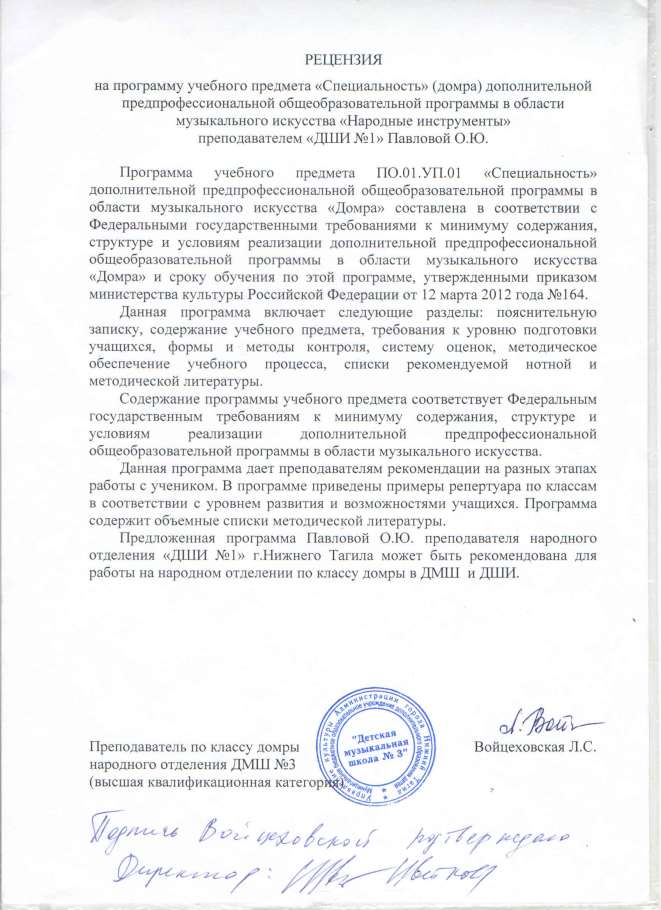 РЕЦЕНЗИЯ
на программу учебного предмета «Специальность» (домра) дополнительной
предпрофессиональной общеобразовательной программы в области
музыкального искусства «Народные инструменты»
преподавателем «ДШИ №1» Павловой О.Ю.
Программа учебного предмета ПО.01.УП.01 «Специальность»
дополнительной предпрофессиональной общеобразовательной программы в
области музыкального искусства «Домра» составлена в соответствии с
Федеральными государственными требованиями к минимуму содержания,
структуре и условиям реализации дополнительной предпрофессиональной
общеобразовательной программы в области музыкального искусства
«Домра» и сроку обучения по этой программе, утвержденными приказом
министерства культуры Российской Федерации от 12 марта 2012 года №164.
Данная программа включает следующие разделы: пояснительную
записку, содержание учебного предмета, требования к уровню подготовки
учащихся, формы и методы контроля, систему оценок, методическое
обеспечение учебного процесса, списки рекомендуемой нотной и
методической литературы.
Содержание программы учебного предмета соответствует Федеральным
государственным требованиям к минимуму содержания, структуре и
условиям реализации дополнительной предпрофессиональной
общеобразовательной программы в области музыкального искусства.
Данная программа дает преподавателям рекомендации на разных этапах
работы с учеником. В программе приведены примеры репертуара по классам
в соответствии с уровнем развития и возможностями учащихся. Программа
содержит объемные списки методической литературы.
Предложенная программа Павловой О.Ю. преподавателя народного
отделения «ДШИ №1» г.Нижнего Тагила может быть рекомендована для
работы на народном отделении по классу домры в ДМШ и ДШИ.
Преподаватель по классу домры
народного отделения ДМШ №3
(высшая квалификационная категория)
Войцеховская Л.С.
Управление культуры Администрации города Нижний Тагил
"Детская
музыкальная
школа № 3"
Подпись Войцеховской подтверждаю
Директор: